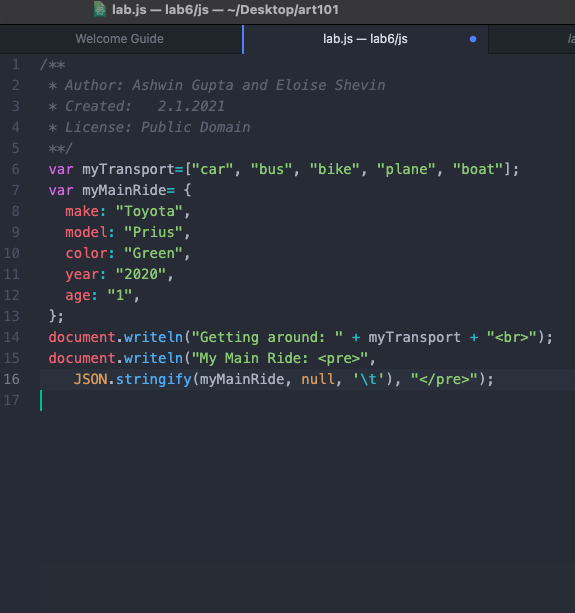 lab.js — lab6/js — ~/Desktop/art101
Welcome Guide
lab.js — lab6/js
1 /**
2 * Author: Ashwin Gupta and Eloise Shevin
3 * Created:   2.1.2021
4 * License: Public Domain
5 **/
6 var myTransport=["car", "bus", "bike", "plane", "boat"];
7 var myMainRide= {
8   make: "Toyota",
9   model: "Prius",
10   color: "Green",
11   year: "2020",
12   age: "1",
13 };
14 document.writeln("Getting around: " + myTransport + "<br>");
15 document.writeln("My Main Ride: <pre>",
16    JSON.stringify(myMainRide, null, '\t'), "</pre>");
17